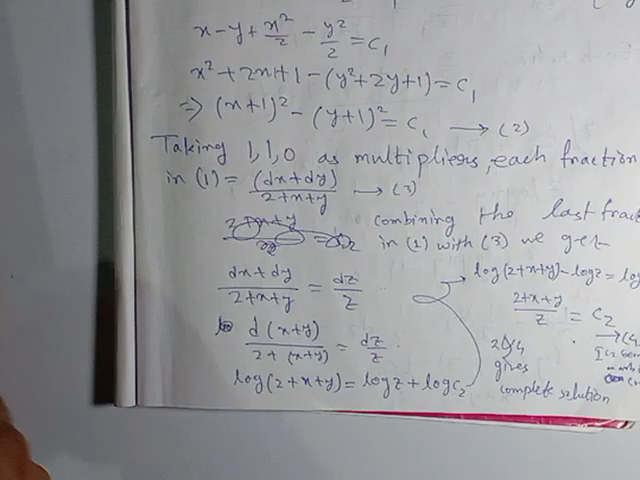 x - y + x²/2 - y²/2 = c₁
x² + 2x + 1 - (y² + 2y + 1) = c₁
⇒ (x+1)² - (y+1)² = c₁ → (2)
Taking 1, 1, 0 as multipliers, each fraction
in (1) = (dx+dy)/(2+x+y) → (3)
combining the last
in (1) with (3) we get
(dx+dy)/(2+x+y) = dz/z
d(x+y)/(2+(x+y)) = dz/z
log(2+x+y) = log z + log c₂
→ log(2+x+y) - log z = log
(2+x+y)/z = c₂
2 & 4
gives
complete solution